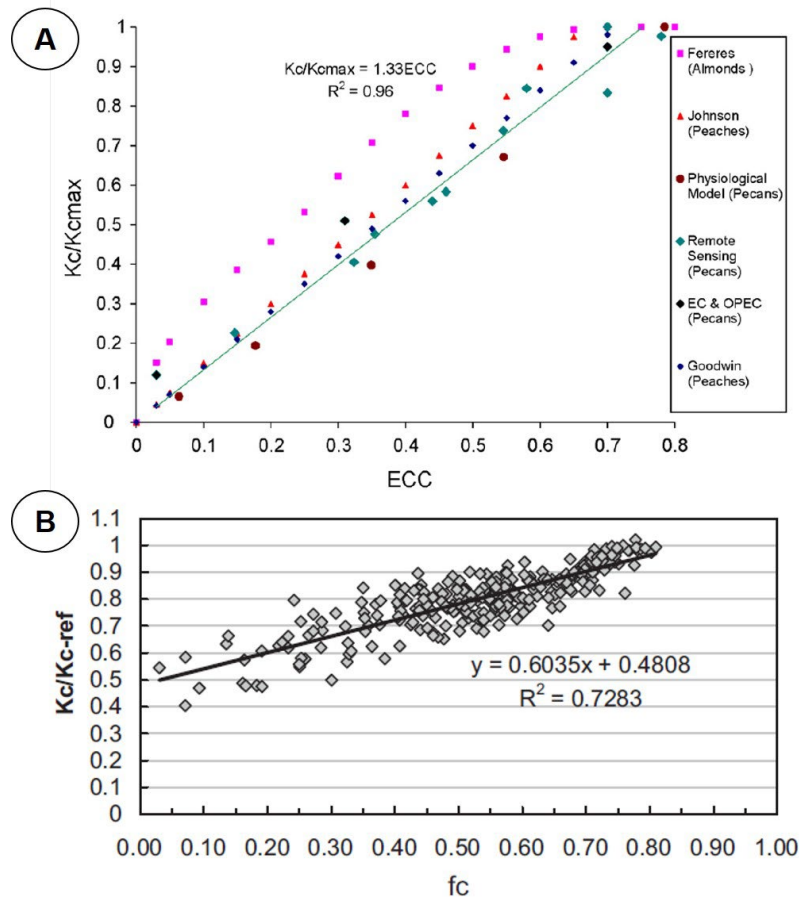 A
1
0.9
0.8
0.7
0.6
0.5
0.4
0.3
0.2
0.1
0
Kc/Kcmax
Kc/Kcmax = 1.33ECC
R² = 0.96
0 0.1 0.2 0.3 0.4 0.5 0.6 0.7 0.8
ECC
Fereres
(Almonds )
Johnson
(Peaches)
Physiological
Model (Pecans)
Remote
Sensing
(Pecans)
EC & OPEC
(Pecans)
Goodwin
(Peaches)
B
1.1
1
0.9
0.8
0.7
0.6
0.5
0.4
0.3
0.2
0.1
0
Kc/Kc-ref
y = 0.6035x + 0.4808
R² = 0.7283
0.00 0.10 0.20 0.30 0.40 0.50 0.60 0.70 0.80 0.90 1.00
fc